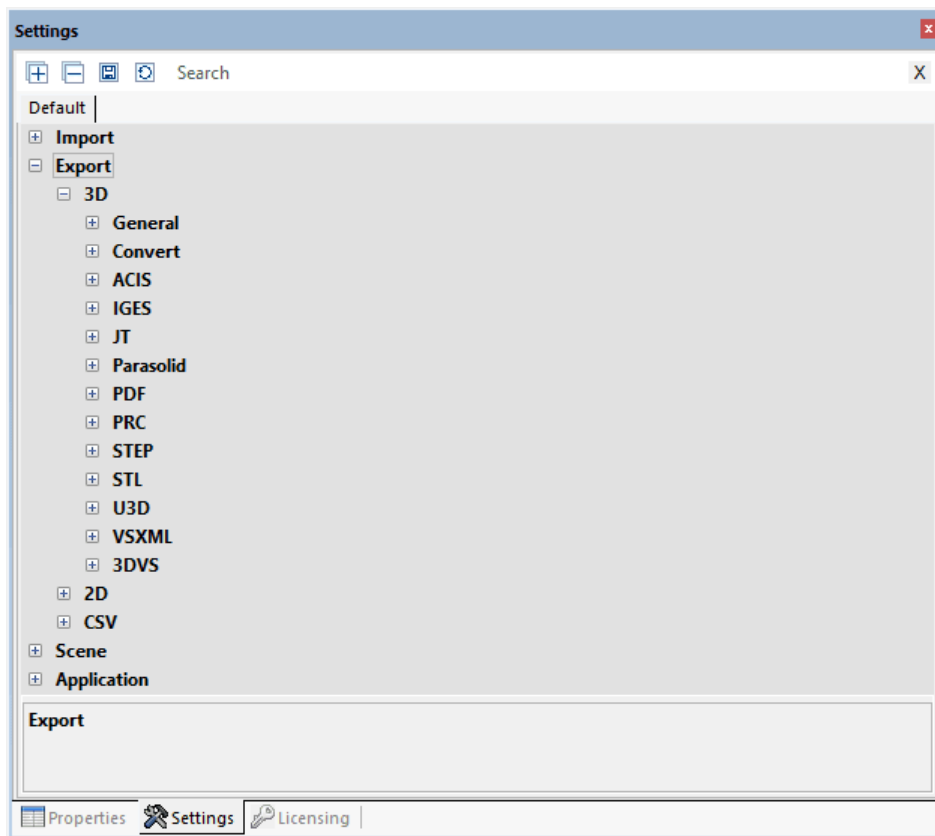 Settings
Search X
Default
Import
Export
3D
General
Convert
ACIS
IGES
JT
Parasolid
PDF
PRC
STEP
STL
U3D
VSXML
3DVS
2D
CSV
Scene
Application
Export
Properties Settings Licensing